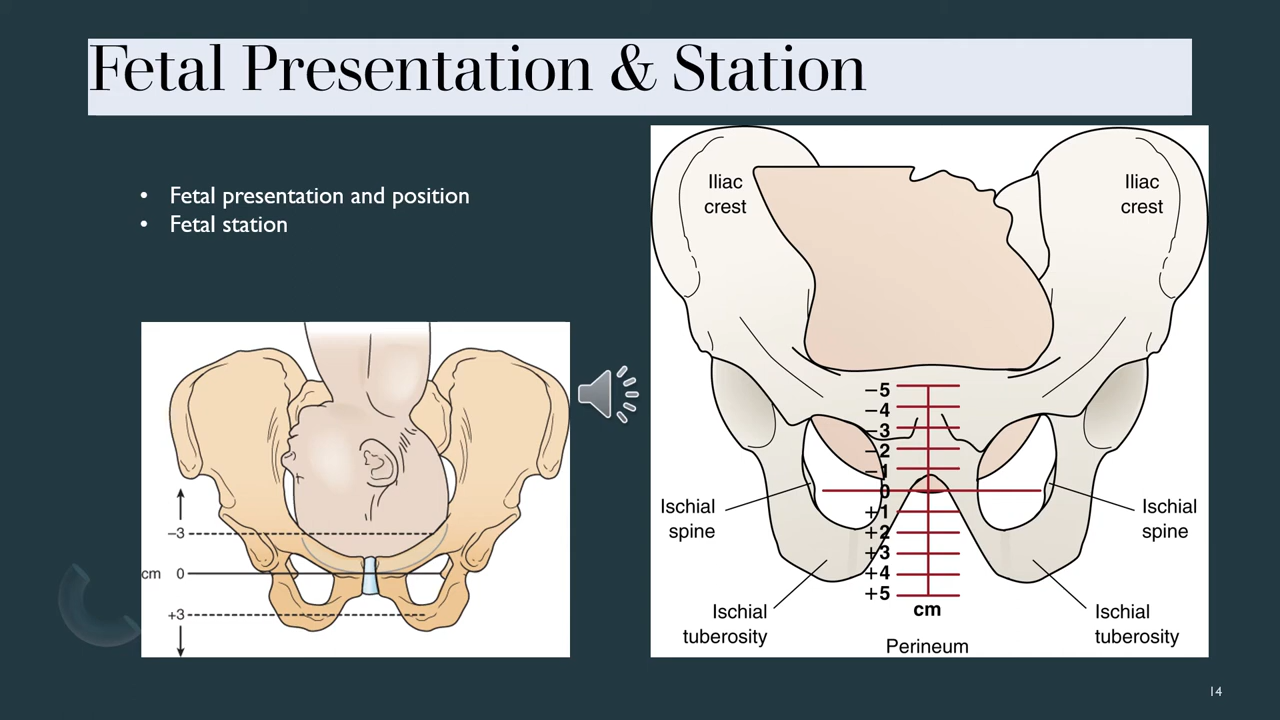 Fetal Presentation & Station
• Fetal presentation and position
• Fetal station
−3
cm 0
+3
Iliac
crest
Iliac
crest
−5
−4
−3
−2
−1
0
+1
+2
+3
+4
+5
cm
Ischial
spine
Ischial
spine
Ischial
tuberosity
Ischial
tuberosity
Perineum
14